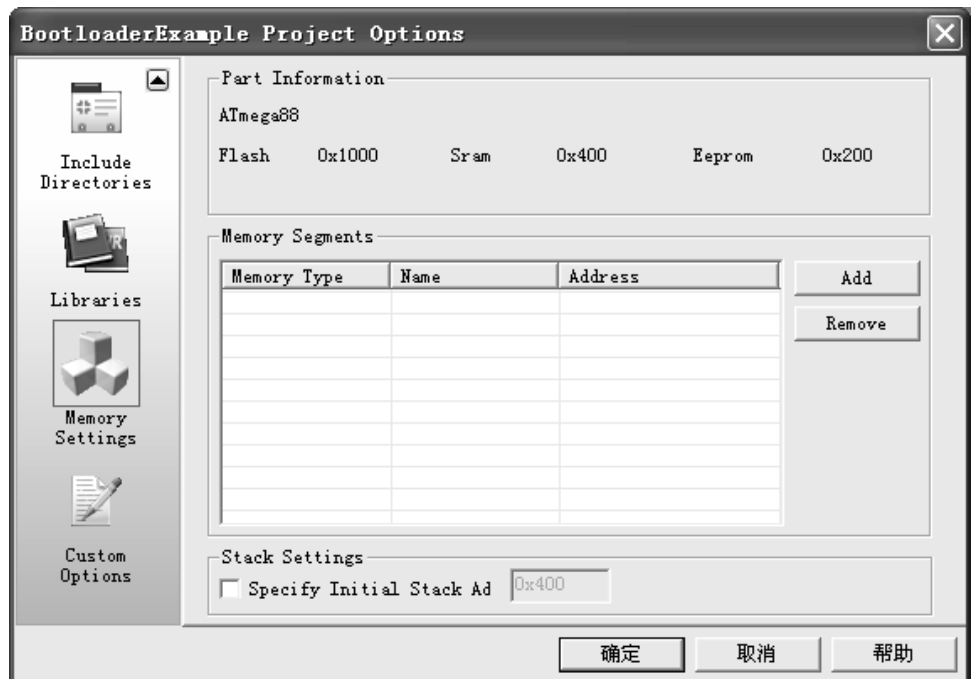 BootloaderExample Project Options
Include
Directories
Libraries
Memory
Settings
Custom
Options
Part Information
ATmega88
Flash 0x1000 Sram 0x400 Eeprom 0x200
Memory Segments
Memory Type Name Address
Add
Remove
Stack Settings
Specify Initial Stack Ad 0x400
确定 取消 帮助